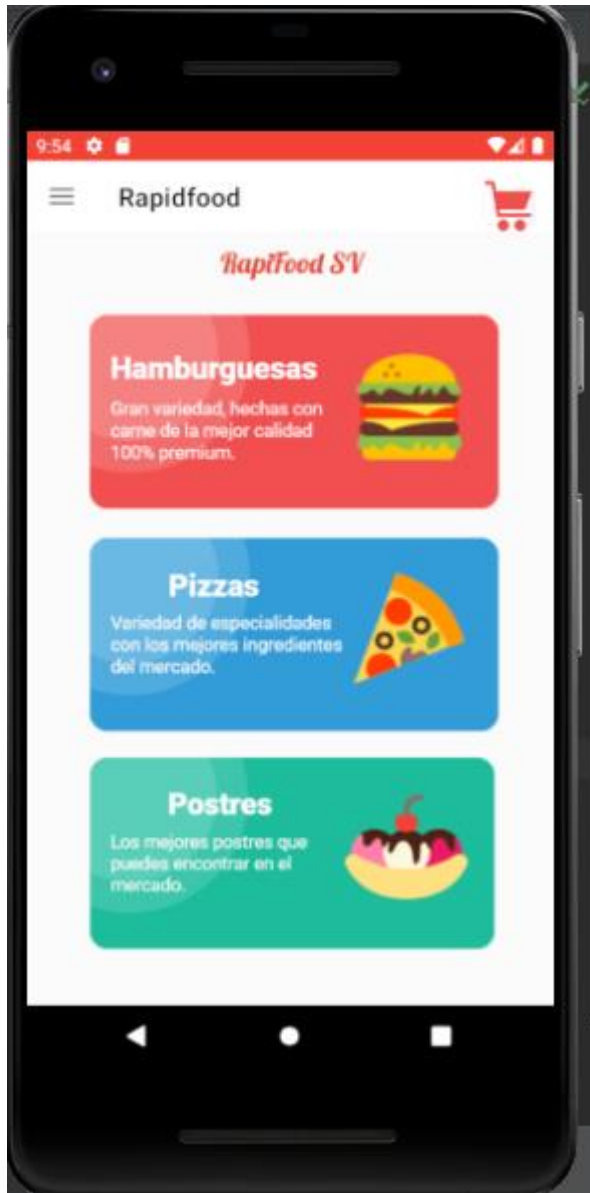 9:54
Rapidfood
RapiFood SV
Hamburguesas
Gran variedad, hechas con
carne de la mejor calidad
100% premium.
Pizzas
Variedad de especialidades
con los mejores ingredientes
del mercado.
Postres
Los mejores postres que
puedes encontrar en el
mercado.